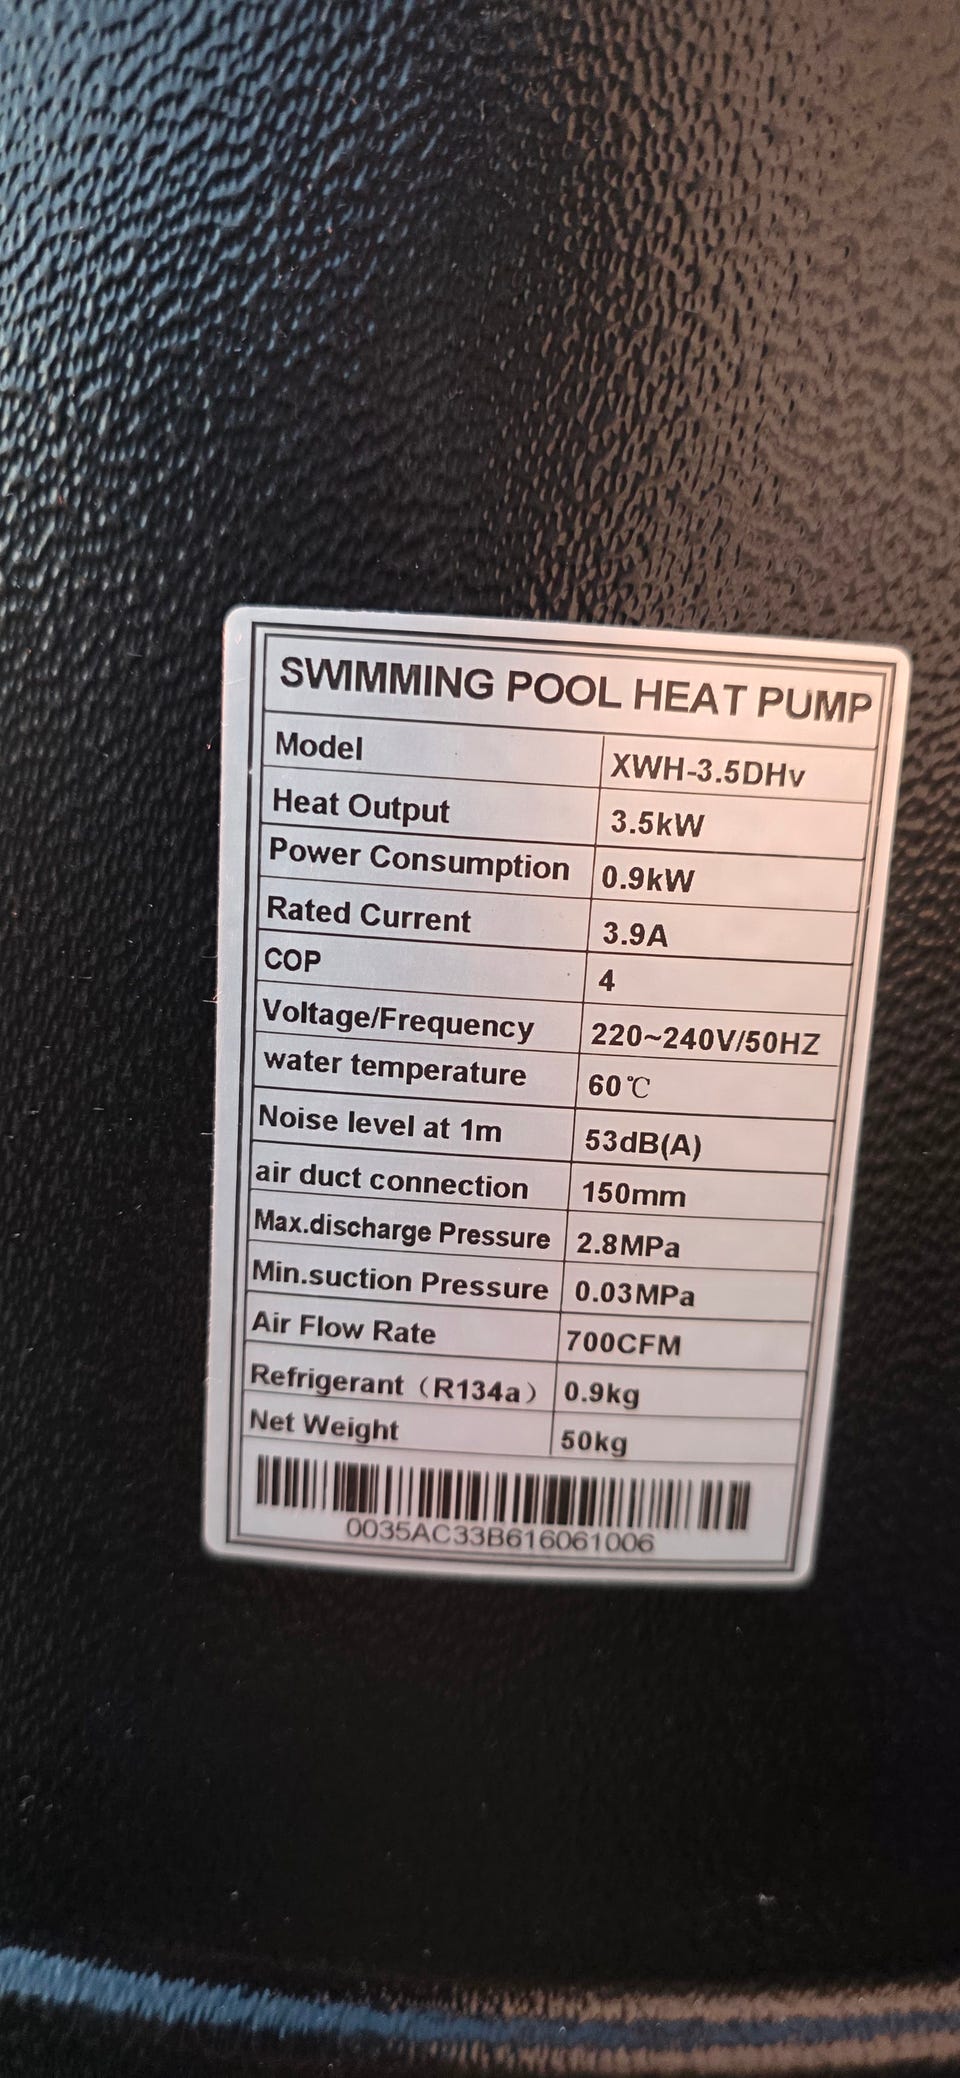 SWIMMING POOL HEAT PUMP
Model XWH-3.5DHv
Heat Output 3.5kW
Power Consumption 0.9kW
Rated Current 3.9A
COP 4
Voltage/Frequency 220~240V/50HZ
water temperature 60℃
Noise level at 1m 53dB(A)
air duct connection 150mm
Max.discharge Pressure 2.8MPa
Min.suction Pressure 0.03MPa
Air Flow Rate 700CFM
Refrigerant（R134a） 0.9kg
Net Weight 50kg
0035AC33B616061006